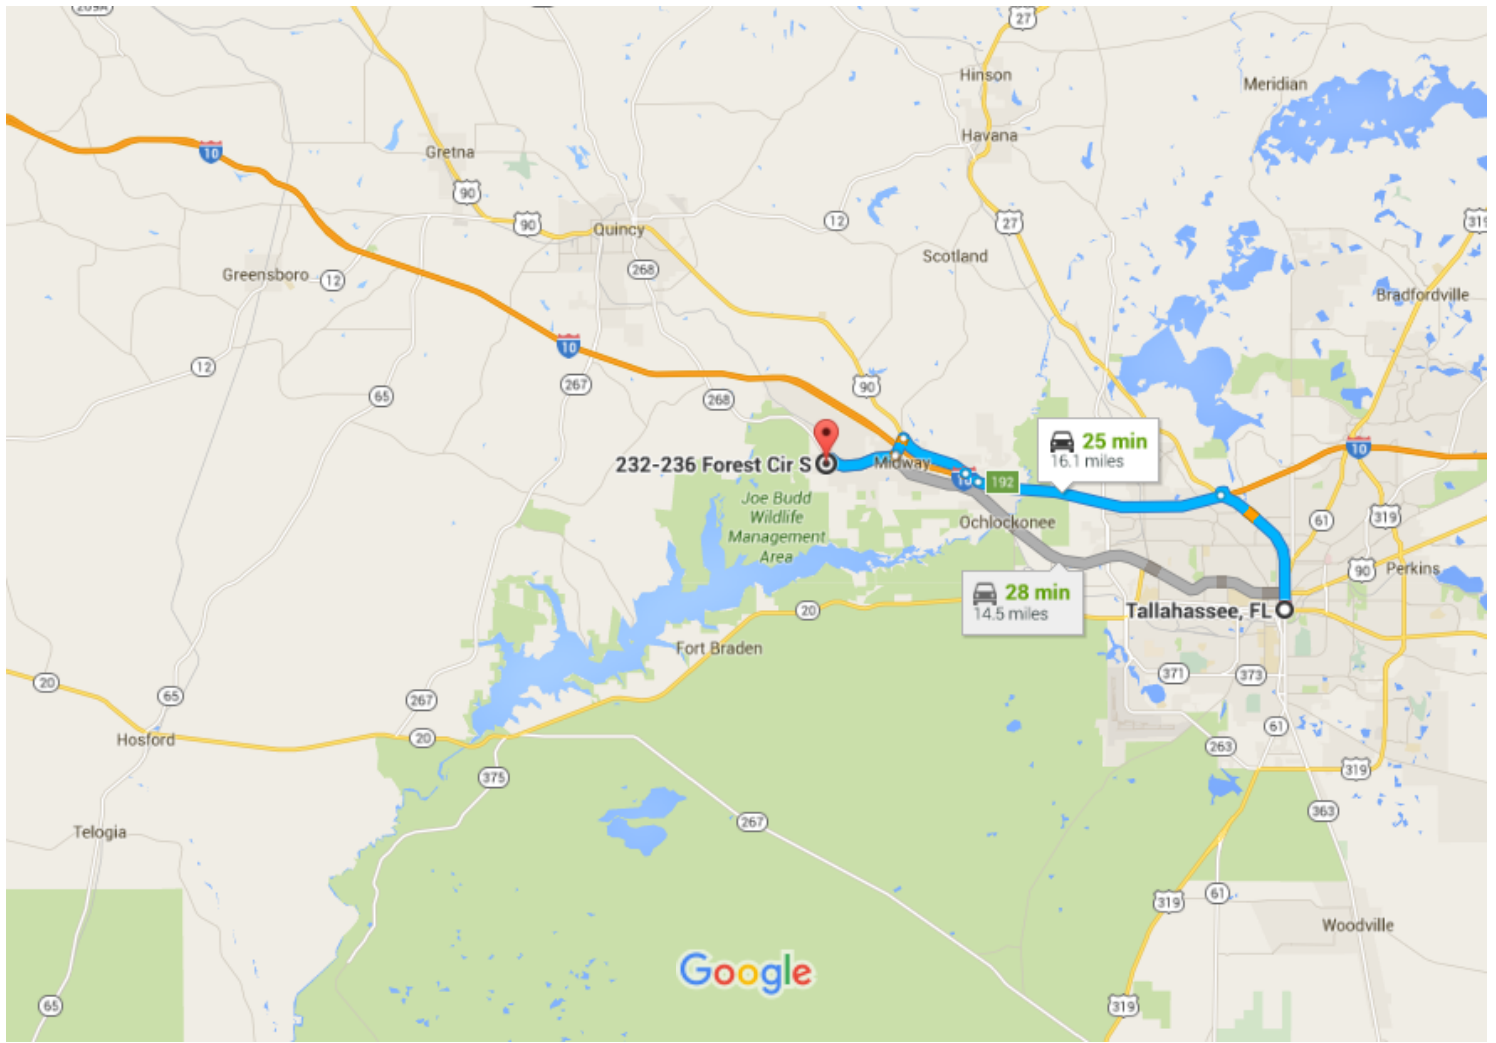 209A
27
Hinson
Meridian
Havana
10
Gretna
90
90
12
27
319
Quincy
Scotland
268
Greensboro
12
Bradfordville
10
12
267
90
65
268
25 min
16.1 miles
10
232-236 Forest Cir S
Midway
10
192
Joe Budd
Wildlife
Management
Area
Ochlockonee
61
319
90
Perkins
28 min
14.5 miles
20
Tallahassee, FL
Fort Braden
371
373
20
65
267
61
Hosford
20
263
319
375
363
267
Telogia
61
319
Woodville
Google
65
319